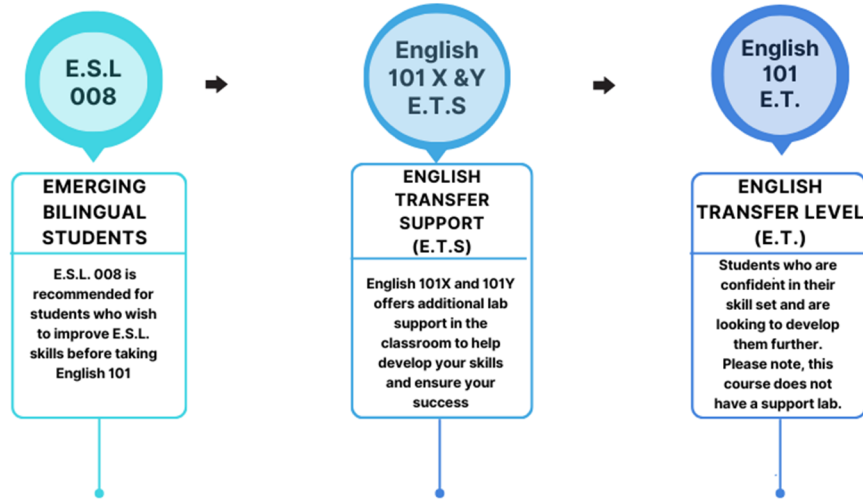 E.S.L
008
English
101 X &Y
E.T.S
English
101
E.T.
EMERGING
BILINGUAL
STUDENTS
E.S.L. 008 is
recommended for
students who wish
to improve E.S.L.
skills before taking
English 101
ENGLISH
TRANSFER
SUPPORT
(E.T.S)
English 101X and 101Y
offers additional lab
support in the
classroom to help
develop your skills
and ensure your
success
ENGLISH
TRANSFER LEVEL
(E.T.)
Students who are
confident in their
skill set and are
looking to develop
them further.
Please note, this
course does not
have a support lab.